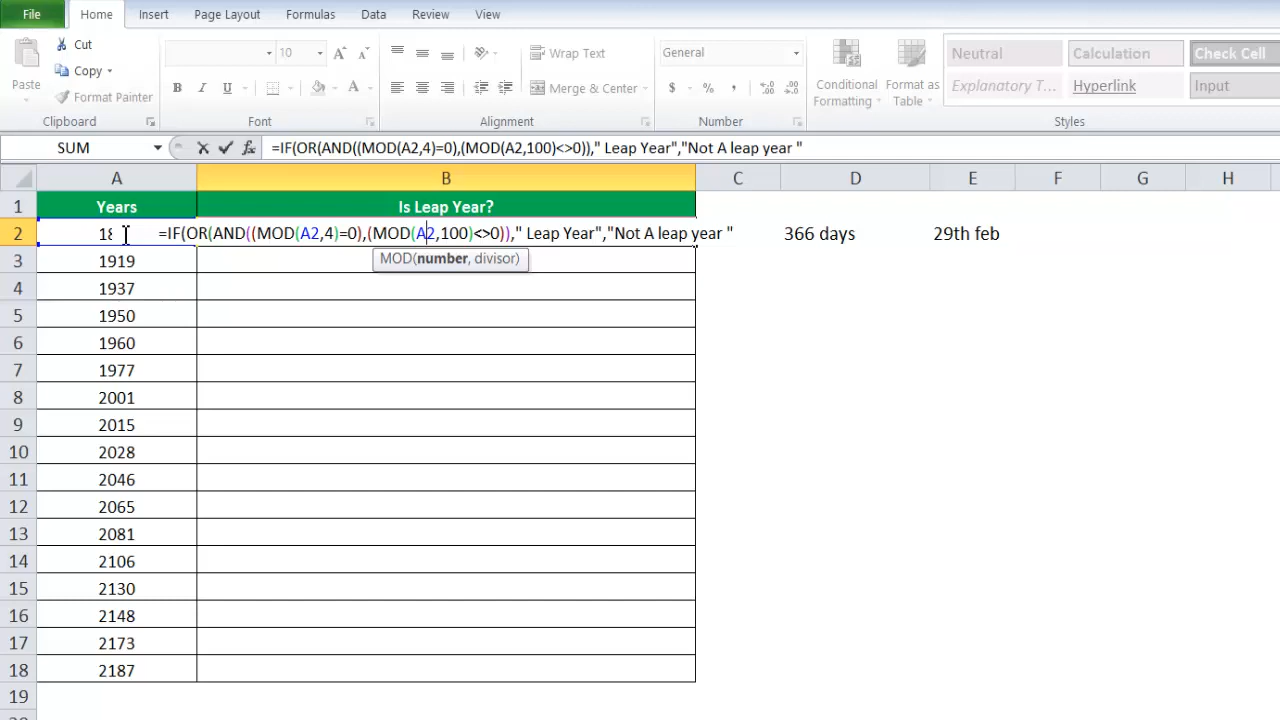 File Home Insert Page Layout Formulas Data Review View
Paste Cut Copy Format Painter Clipboard
10 A A B I U A Font
Wrap Text Merge & Center Alignment
General $ % , Number
Conditional Formatting Format as Table
Neutral Calculation Check Cell
Explanatory T... Hyperlink Input
Styles
SUM fx =IF(OR(AND((MOD(A2,4)=0),(MOD(A2,100)<>0))," Leap Year","Not A leap year "
A B C D E F G H
1 Years Is Leap Year?
2 18 =IF(OR(AND((MOD(A2,4)=0),(MOD(A2,100)<>0))," Leap Year","Not A leap year " 366 days 29th feb
MOD(number, divisor)
3 1919
4 1937
5 1950
6 1960
7 1977
8 2001
9 2015
10 2028
11 2046
12 2065
13 2081
14 2106
15 2130
16 2148
17 2173
18 2187
19